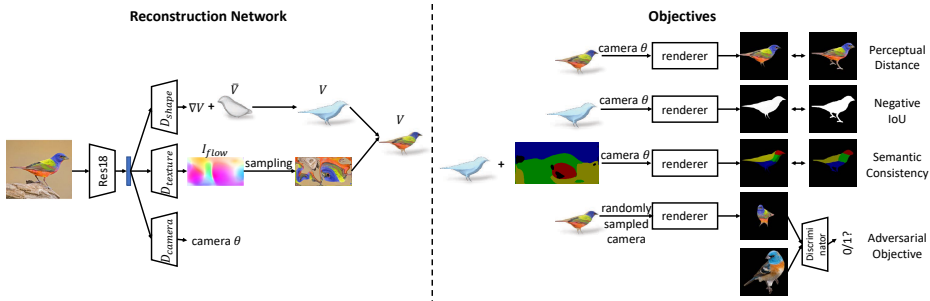 Reconstruction Network
Objectives
Res18
D_shape
∇V +
V̄
V
V
D_texture
I_flow
sampling
D_camera
camera θ
camera θ
renderer
Perceptual
Distance
camera θ
renderer
Negative
IoU
+
camera θ
renderer
Semantic
Consistency
randomly
sampled
camera
renderer
Discrimi
nator
0/1?
Adversarial
Objective